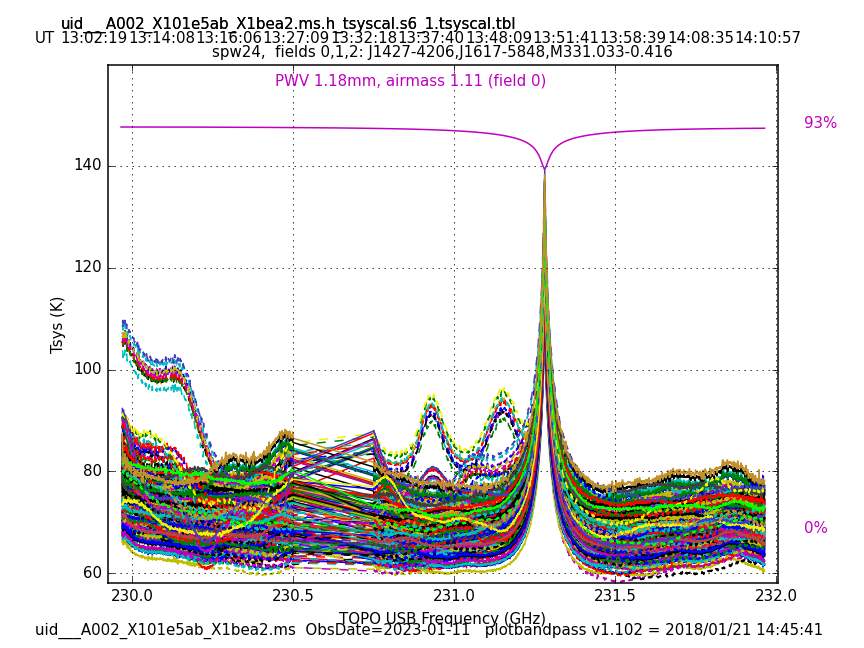 uid___A002_X101e5ab_X1bea2.ms.h_tsyscal.s6_1.tsyscal.tbl
UT 13:02:19 13:14:08 13:16:06 13:27:09 13:32:18 13:37:40 13:48:09 13:51:41 13:58:39 14:08:35 14:10:57
spw24, fields 0,1,2: J1427-4206,J1617-5848,M331.033-0.416
PWV 1.18mm, airmass 1.11 (field 0)
93%
140
120
Tsys (K)
100
80
0%
60
230.0 230.5 231.0 231.5 232.0
TOPO USB Frequency (GHz)
uid___A002_X101e5ab_X1bea2.ms ObsDate=2023-01-11 plotbandpass v1.102 = 2018/01/21 14:45:41